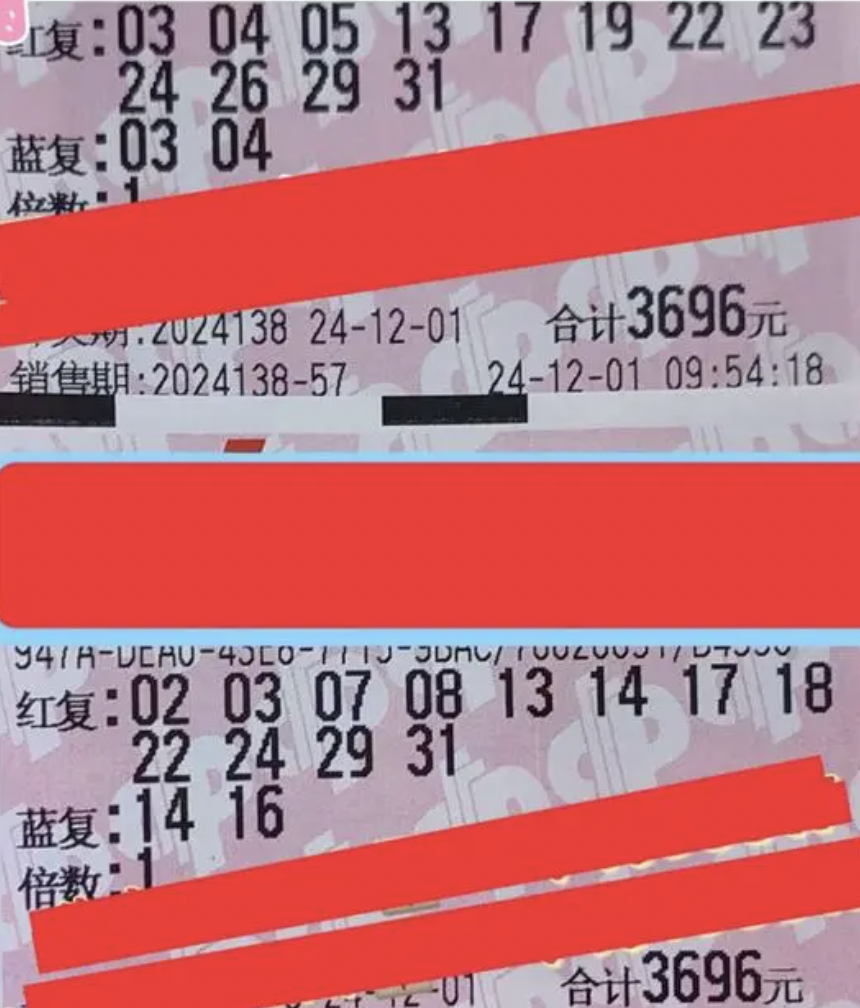 红复:03 04 05 13 17 19 22 23
24 26 29 31
蓝复:03 04
倍数:1
期:2024138 24-12-01 合计3696元
销售期:2024138-57 24-12-01 09:54:18
红复:02 03 07 08 13 14 17 18
22 24 29 31
蓝复:14 16
倍数:1
-01 合计3696元